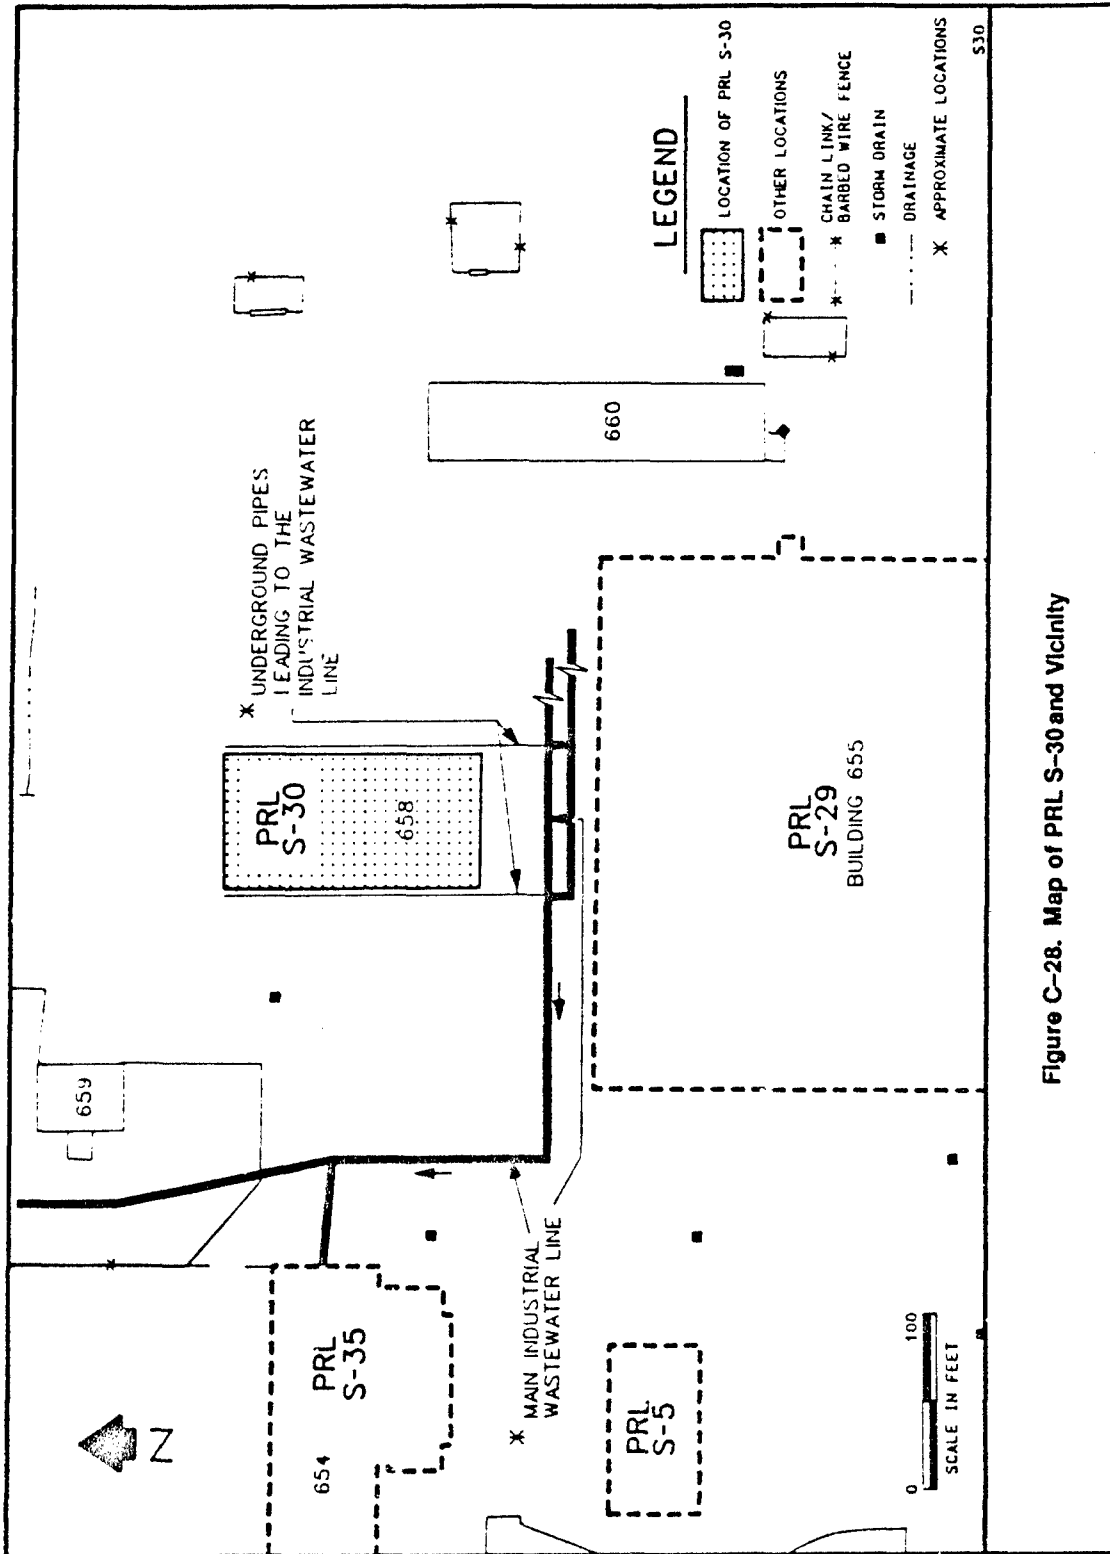 N
PRL
S-35
654
PRL
S-5
0
100
SCALE IN FEET
* MAIN INDUSTRIAL
WASTEWATER LINE
659
PRL
S-30
658
* UNDERGROUND PIPES
LEADING TO THE
INDUSTRIAL WASTEWATER
LINE
PRL
S-29
BUILDING 655
660
LEGEND
LOCATION OF PRL S-30
OTHER LOCATIONS
CHAIN LINK/
BARBED WIRE FENCE
STORM DRAIN
DRAINAGE
* APPROXIMATE LOCATIONS
S30
Figure C-28. Map of PRL S-30 and Vicinity